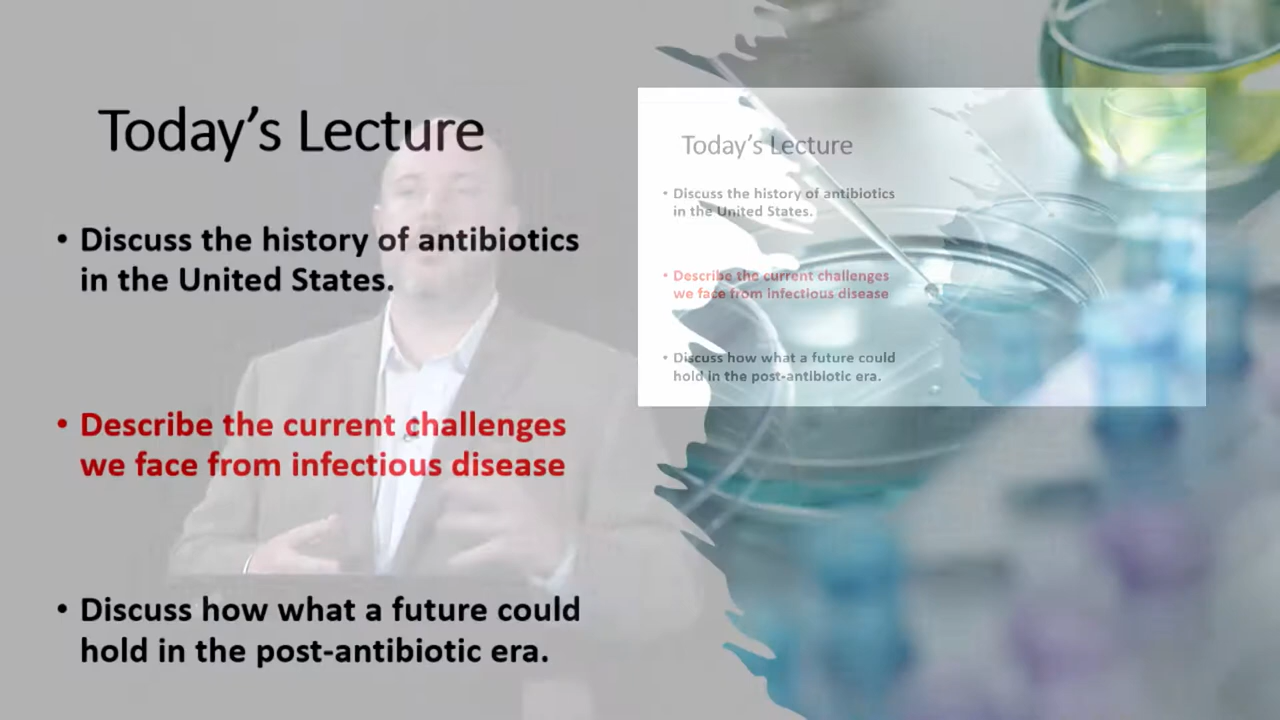 Today's Lecture
• Discuss the history of antibiotics
in the United States.
• Describe the current challenges
we face from infectious disease
• Discuss how what a future could
hold in the post-antibiotic era.
Today's Lecture
• Discuss the history of antibiotics
in the United States.
• Describe the current challenges
we face from infectious disease
• Discuss how what a future could
hold in the post-antibiotic era.